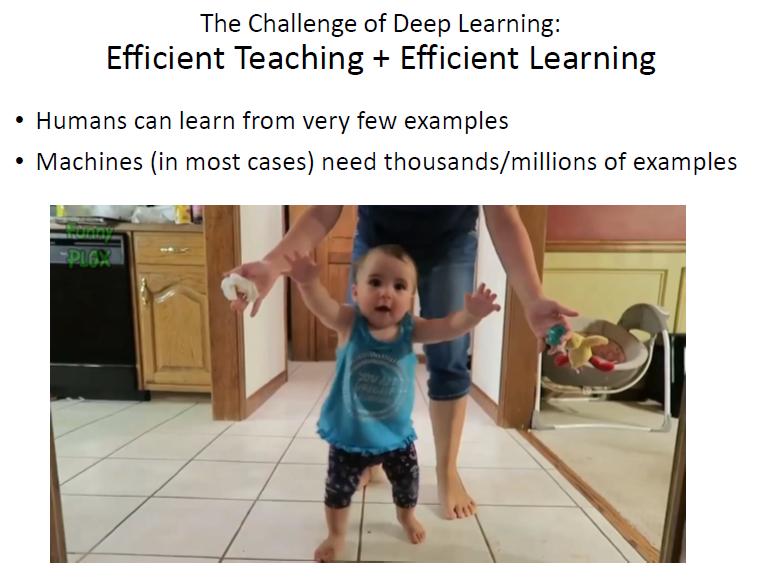 The Challenge of Deep Learning:
Efficient Teaching + Efficient Learning
• Humans can learn from very few examples
• Machines (in most cases) need thousands/millions of examples
Funny
PLOX